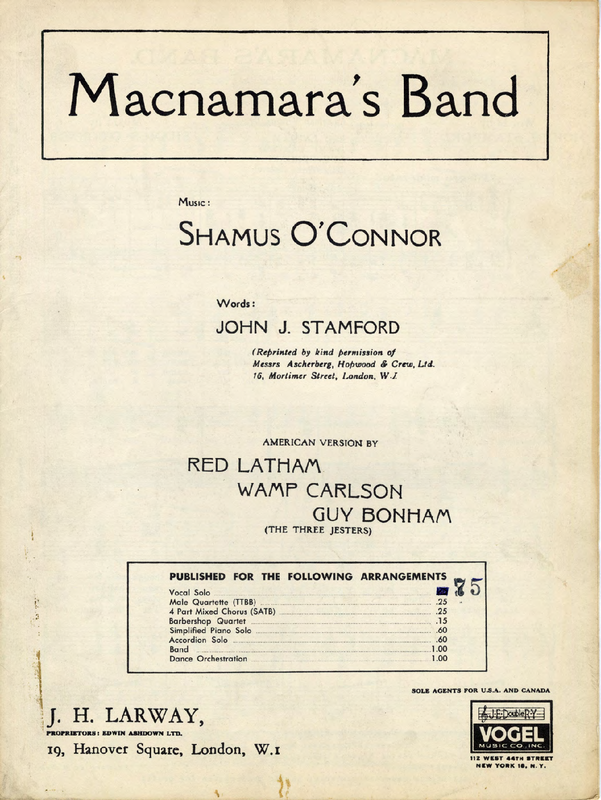 Macnamara's Band
Music:
SHAMUS O'CONNOR
Words:
JOHN J. STAMFORD
(Reprinted by kind permission of
Messrs Ascherberg, Hopwood & Crew, Ltd.
16, Mortimer Street, London, W.1.
AMERICAN VERSION BY
RED LATHAM
WAMP CARLSON
GUY BONHAM
(THE THREE JESTERS)
PUBLISHED FOR THE FOLLOWING ARRANGEMENTS
Vocal Solo 75
Male Quartette (TTBB) .25
4 Part Mixed Chorus (SATB) .25
Barbershop Quartet .15
Simplified Piano Solo .60
Accordion Solo .60
Band 1.00
Dance Orchestration 1.00
SOLE AGENTS FOR U.S.A. AND CANADA
J. H. LARWAY,
PROPRIETORS: EDWIN ASHDOWN LTD.
19, Hanover Square, London, W.1
VOGEL
MUSIC CO., INC.
112 WEST 44TH STREET
NEW YORK 18, N. Y.